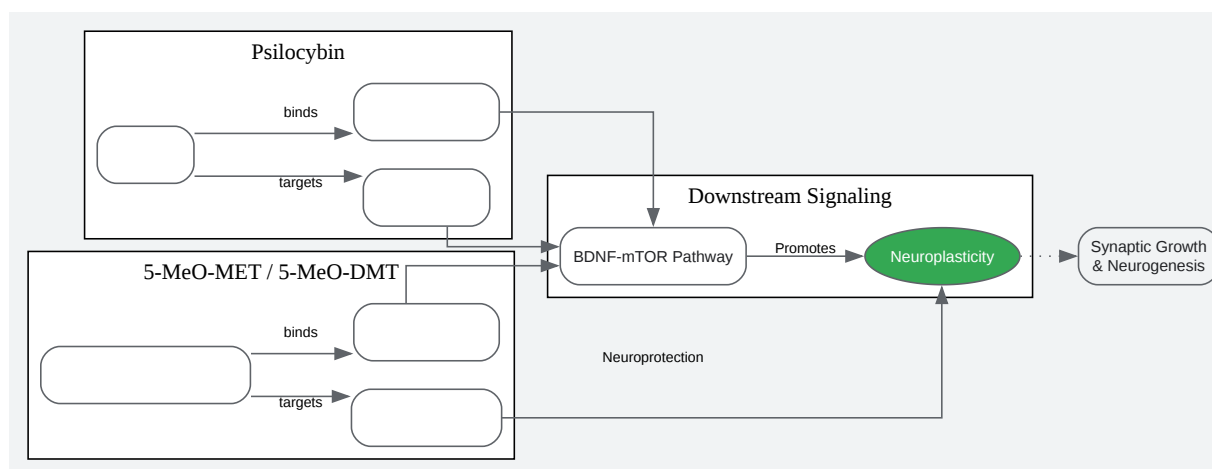 Psilocybin
binds
targets
Downstream Signaling
BDNF-mTOR Pathway
Promotes
Neuroplasticity
Synaptic Growth
& Neurogenesis
5-MeO-MET / 5-MeO-DMT
binds
targets
Neuroprotection